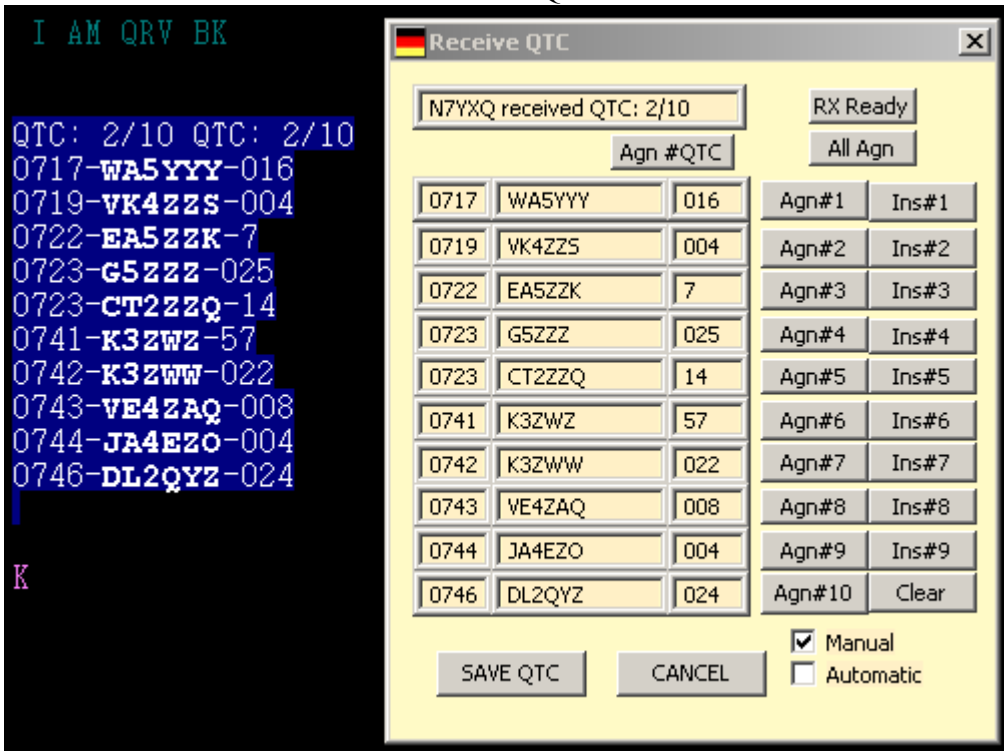 I AM QRV BK
QTC: 2/10 QTC: 2/10
0717-WA5YYY-016
0719-VK4ZZS-004
0722-EA5ZZK-7
0723-G5ZZZ-025
0723-CT2ZZQ-14
0741-K3ZWZ-57
0742-K3ZWW-022
0743-VE4ZAQ-008
0744-JA4EZO-004
0746-DL2QYZ-024
K
Receive QTC
N7YXQ received QTC: 2/10 RX Ready
Agn #QTC All Agn
0717 WA5YYY 016 Agn#1 Ins#1
0719 VK4ZZS 004 Agn#2 Ins#2
0722 EA5ZZK 7 Agn#3 Ins#3
0723 G5ZZZ 025 Agn#4 Ins#4
0723 CT2ZZQ 14 Agn#5 Ins#5
0741 K3ZWZ 57 Agn#6 Ins#6
0742 K3ZWW 022 Agn#7 Ins#7
0743 VE4ZAQ 008 Agn#8 Ins#8
0744 JA4EZO 004 Agn#9 Ins#9
0746 DL2QYZ 024 Agn#10 Clear
Manual
SAVE QTC CANCEL Automatic